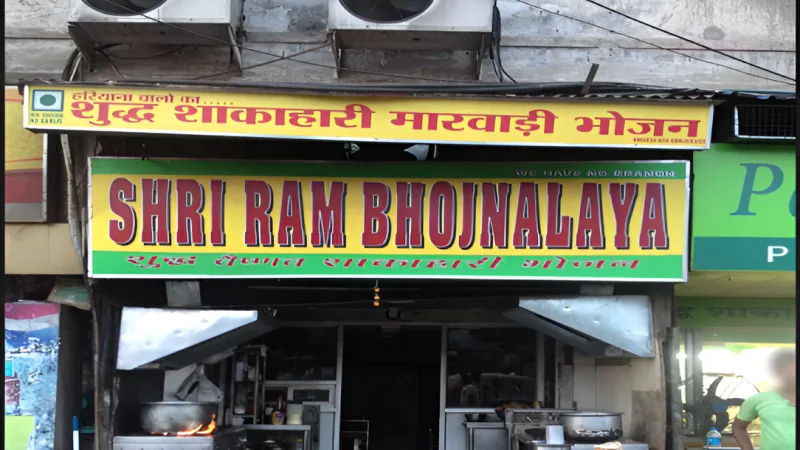 हरियाना वालो का.....
शुद्ध शाकाहारी मारवाड़ी भोजन
WE HAVE NO BRANCH
SHRI RAM BHOJNALAYA
शुद्ध वैष्णव शाकाहारी भोजन
P